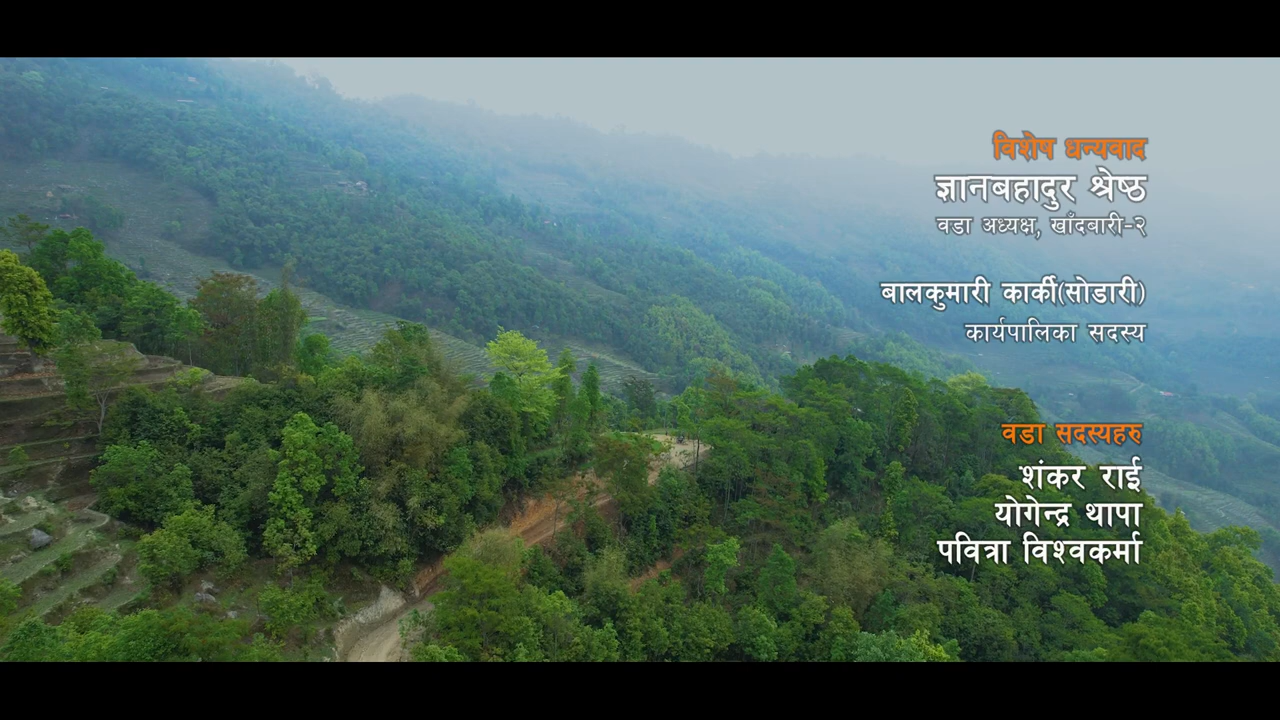 विशेष धन्यवाद
ज्ञानबहादुर श्रेष्ठ
वडा अध्यक्ष, खाँदबारी-२
बालकुमारी कार्की(सोडारी)
कार्यपालिका सदस्य
वडा सदस्यहरु
शंकर राई
योगेन्द्र थापा
पवित्रा विश्वकर्मा